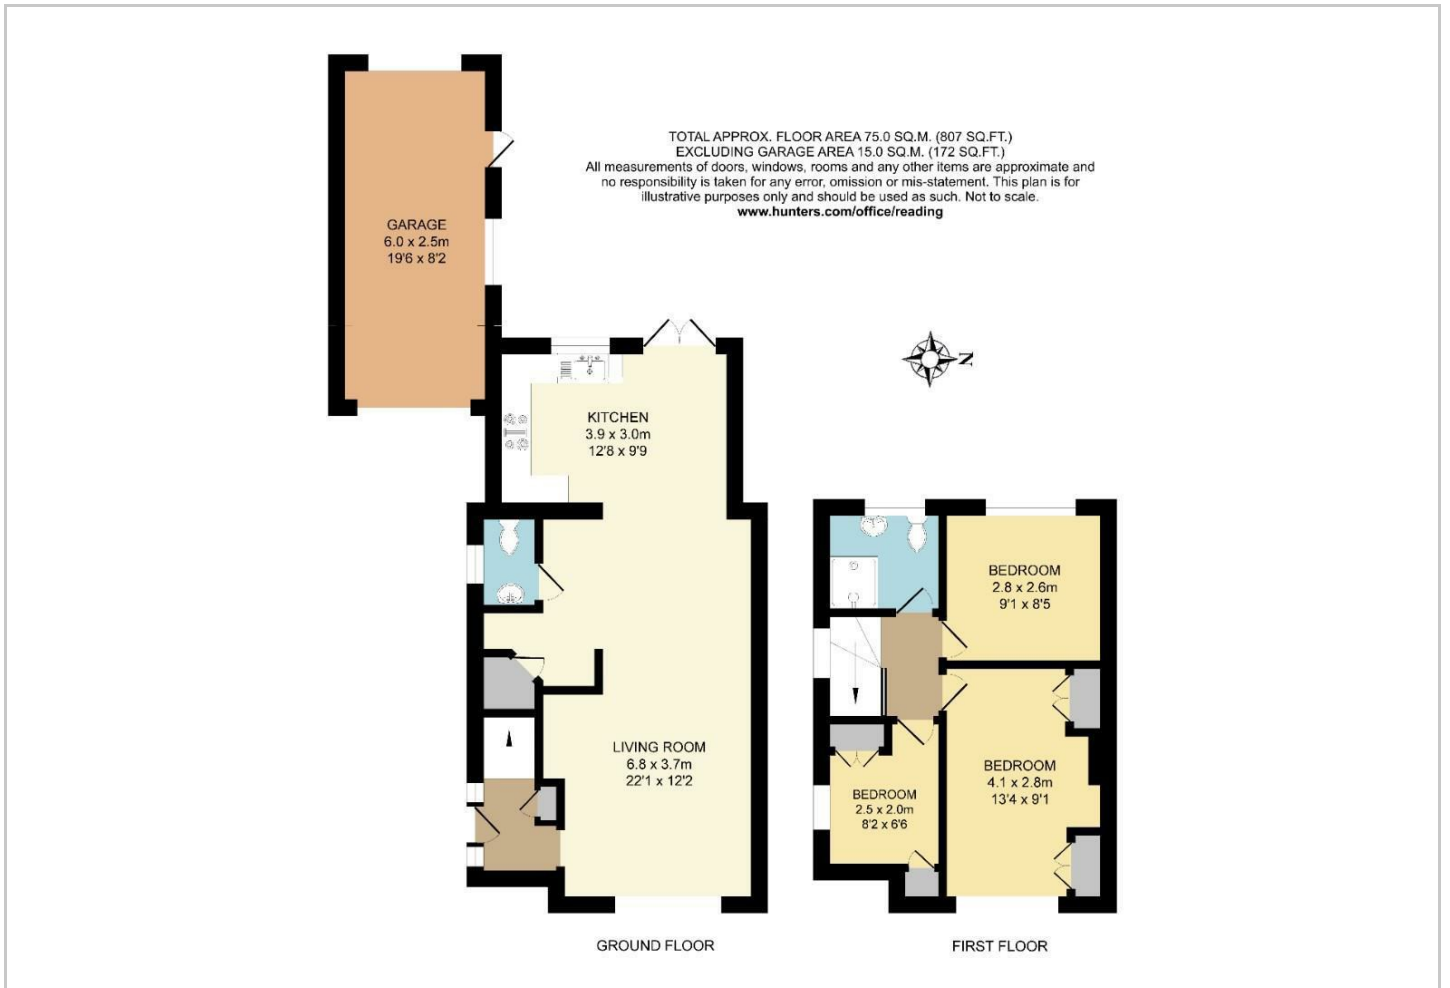 TOTAL APPROX. FLOOR AREA 75.0 SQ.M. (807 SQ.FT.)
EXCLUDING GARAGE AREA 15.0 SQ.M. (172 SQ.FT.)
All measurements of doors, windows, rooms and any other items are approximate and
no responsibility is taken for any error, omission or mis-statement. This plan is for
illustrative purposes only and should be used as such. Not to scale.
www.hunters.com/office/reading
GARAGE
6.0 x 2.5m
19'6 x 8'2
N
KITCHEN
3.9 x 3.0m
12'8 x 9'9
LIVING ROOM
6.8 x 3.7m
22'1 x 12'2
GROUND FLOOR
BEDROOM
2.8 x 2.6m
9'1 x 8'5
BEDROOM
4.1 x 2.8m
13'4 x 9'1
BEDROOM
2.5 x 2.0m
8'2 x 6'6
FIRST FLOOR